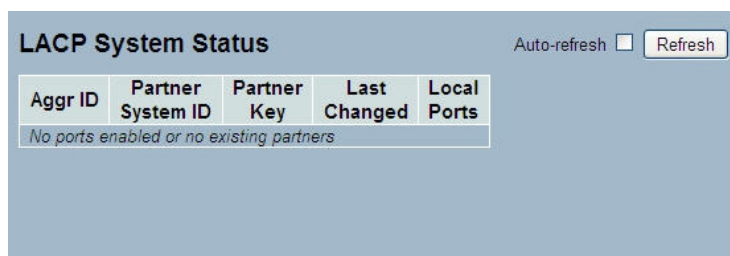 LACP System Status
Auto-refresh Refresh
Aggr ID Partner System ID Partner Key Last Changed Local Ports
No ports enabled or no existing partners